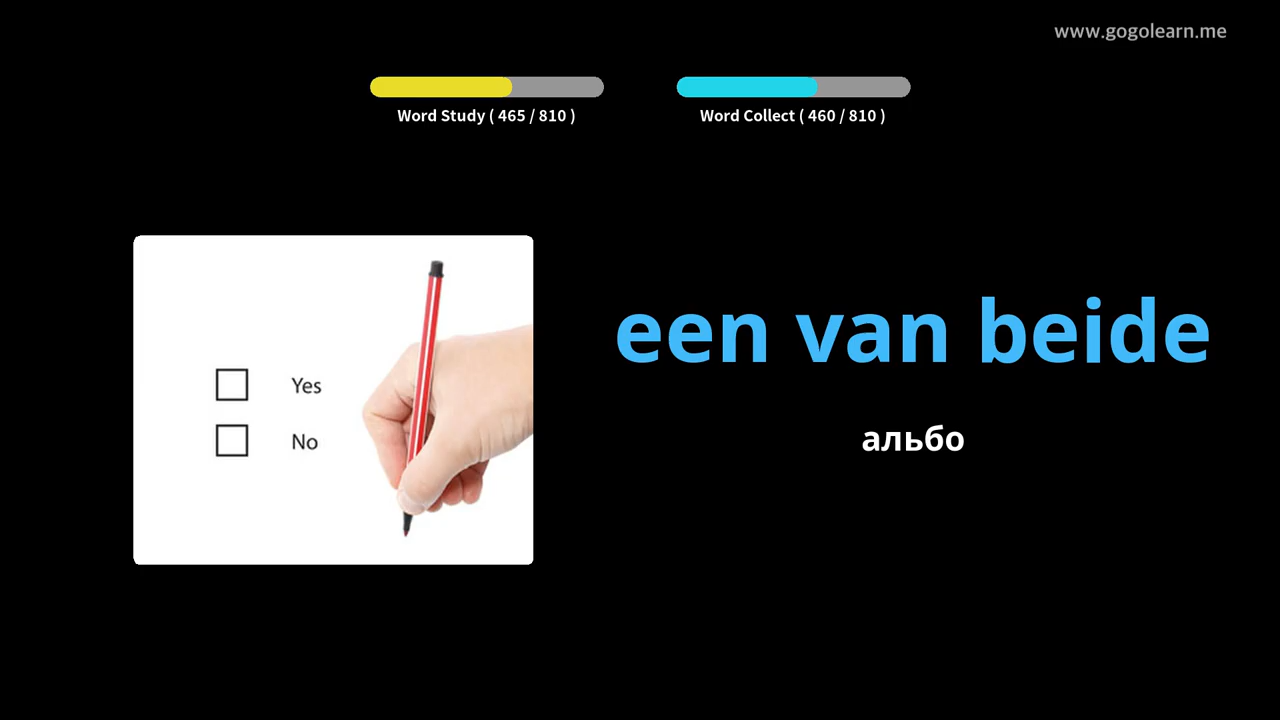 www.gogolearn.me
Word Study ( 465 / 810 )
Word Collect ( 460 / 810 )
Yes
No
een van beide
альбо